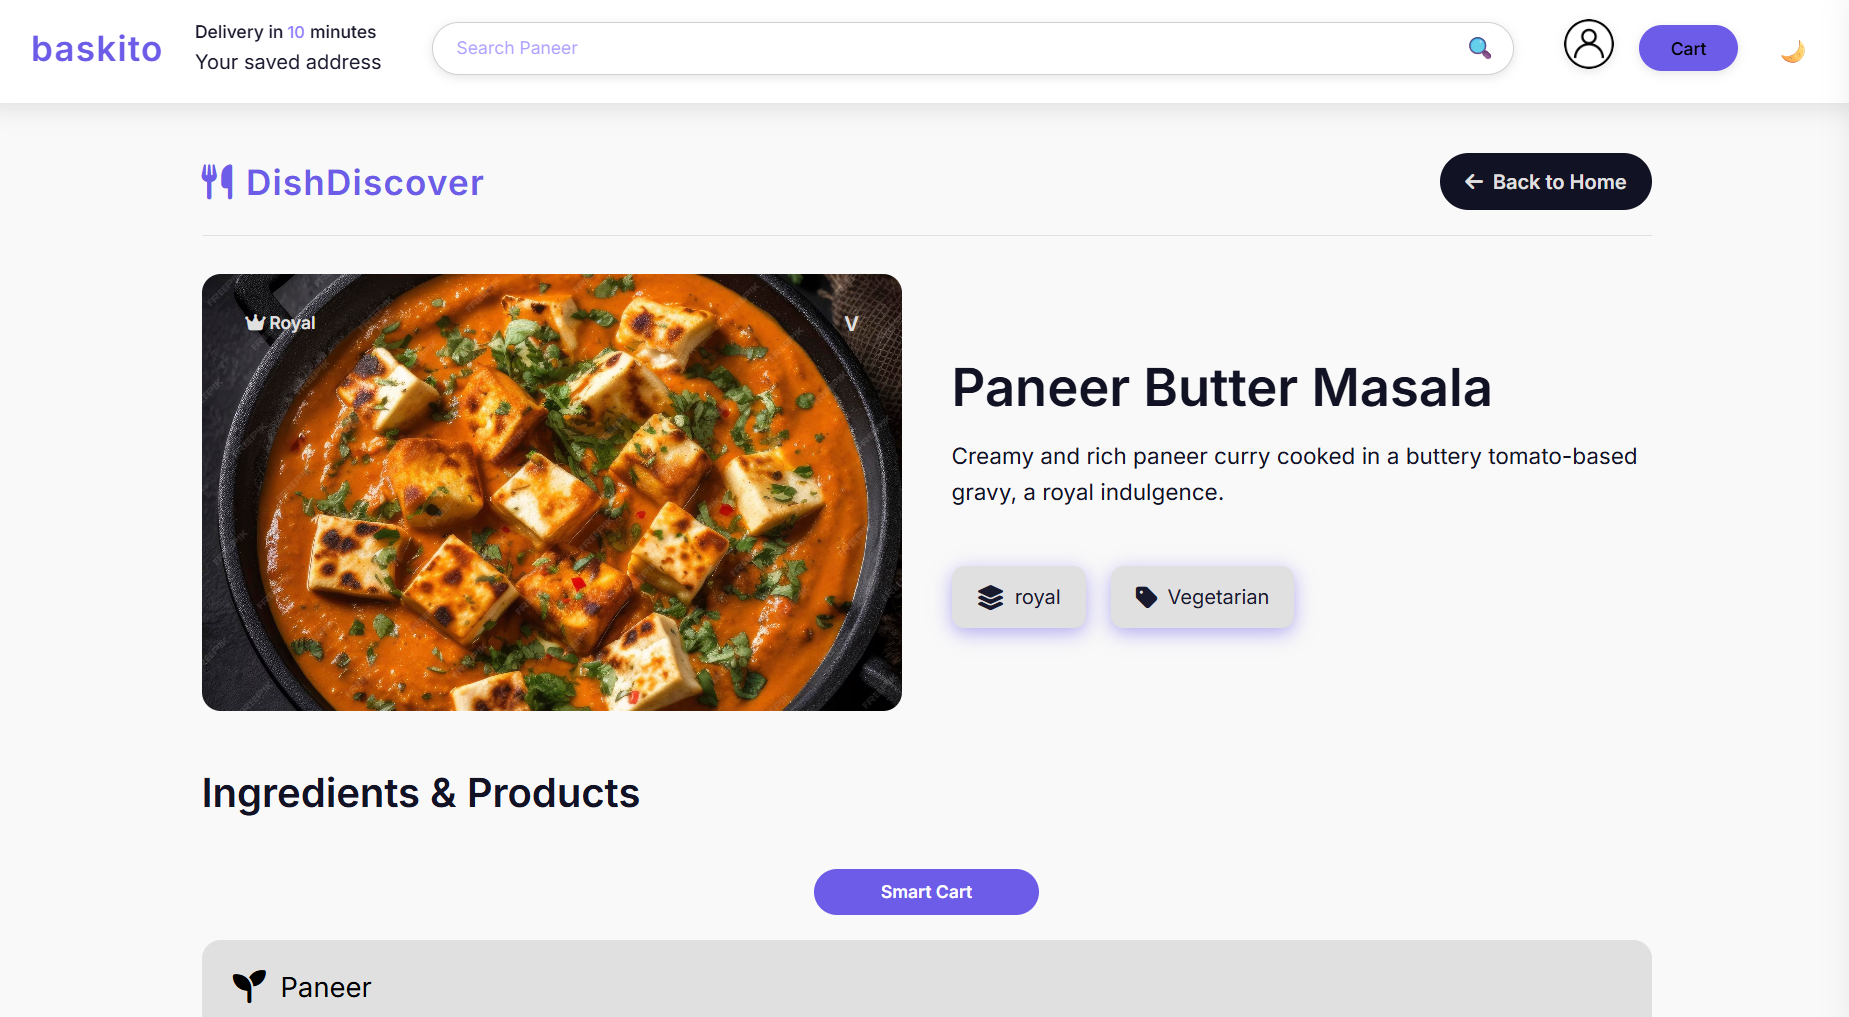 baskito
Delivery in 10 minutes
Your saved address
Search Paneer
Cart
DishDiscover
Back to Home
Royal
V
Paneer Butter Masala
Creamy and rich paneer curry cooked in a buttery tomato-based
gravy, a royal indulgence.
royal
Vegetarian
Ingredients & Products
Smart Cart
Paneer